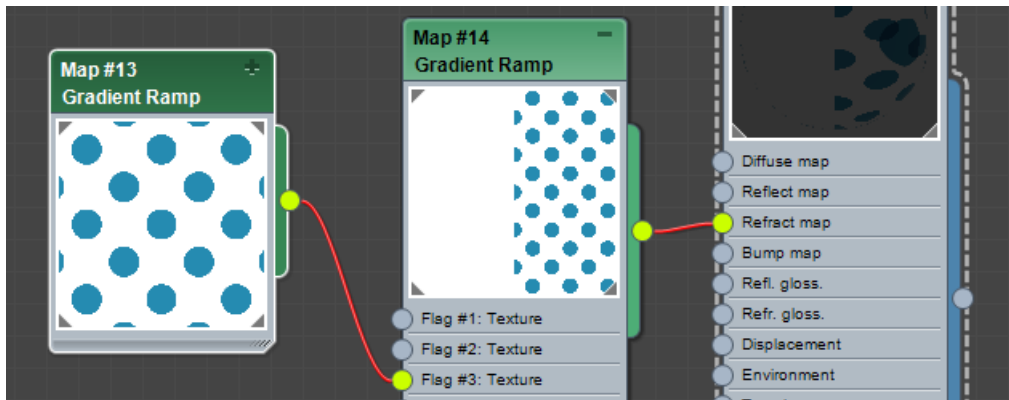 Map #13
Gradient Ramp
Map #14
Gradient Ramp
Flag #1: Texture
Flag #2: Texture
Flag #3: Texture
Diffuse map
Reflect map
Refract map
Bump map
Refl. gloss.
Refr. gloss.
Displacement
Environment